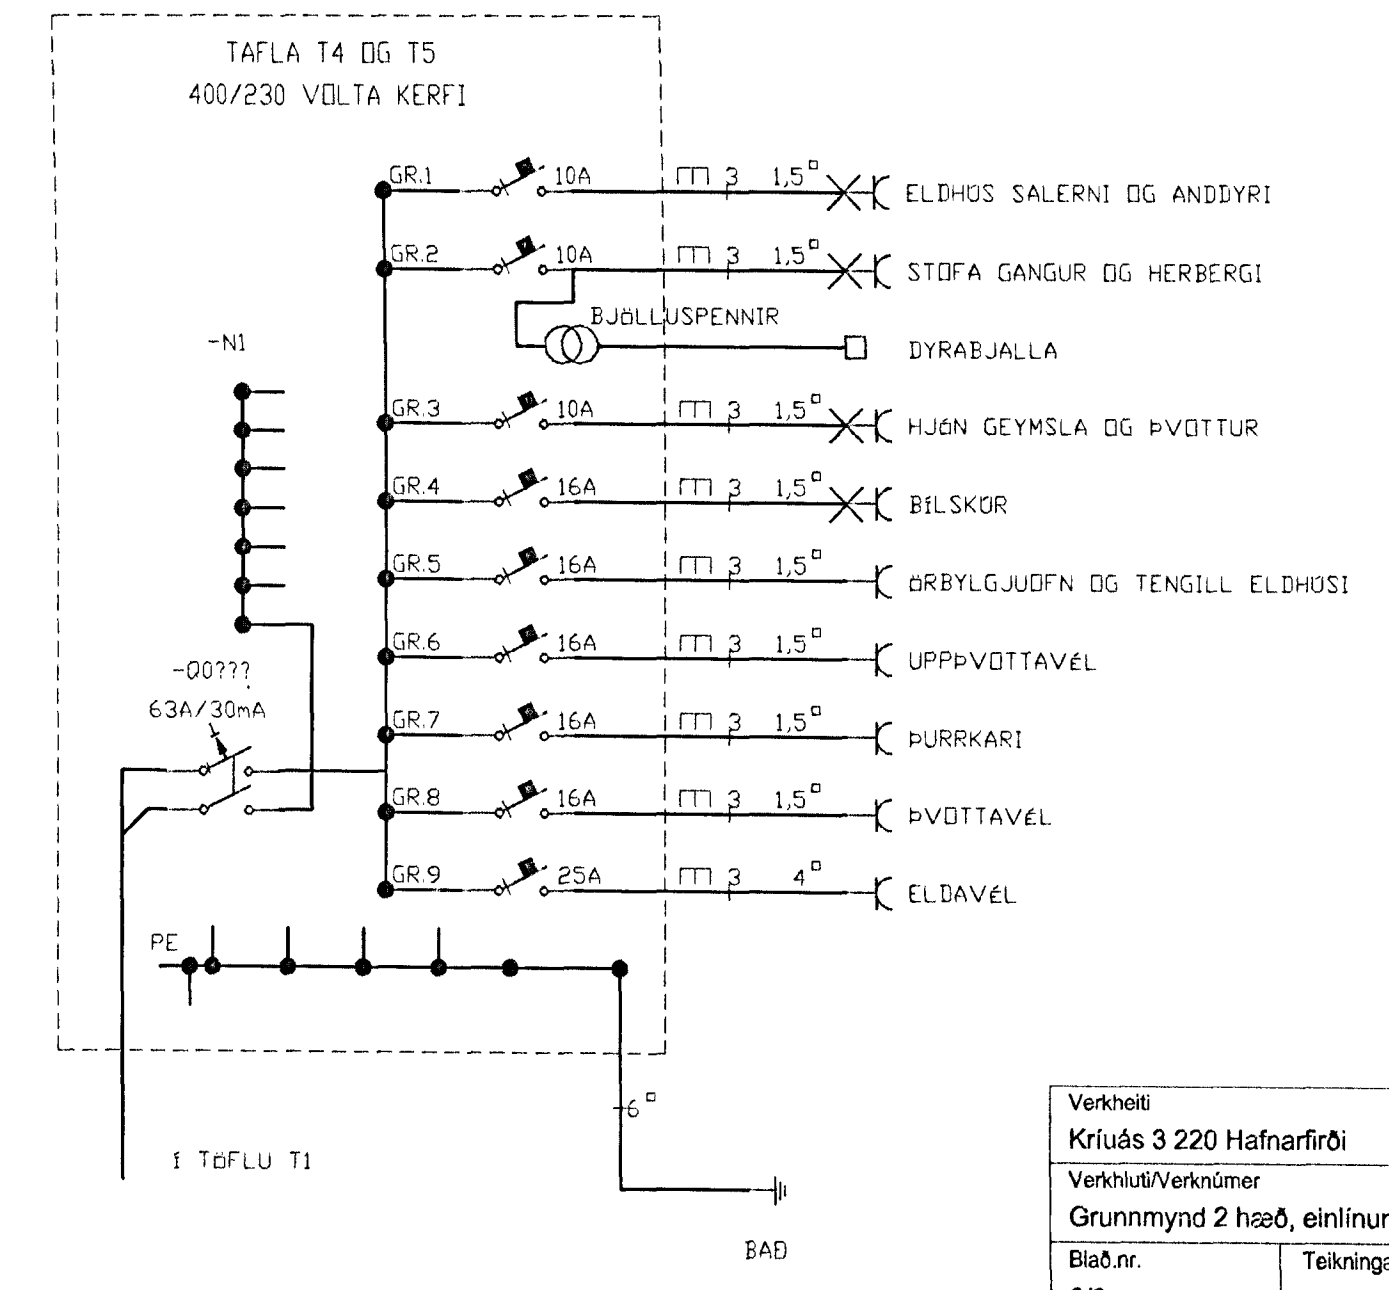 TAFLA T4 OG T5
400/230 VOLTA KERFI
GR.1 10A 3 1,5▫ ELDHÚS SALERNI OG ANDDYRI
GR.2 10A 3 1,5▫ STOFA GANGUR OG HERBERGI
BJÖLLUSPENNIR
DYRABJALLA
-N1
GR.3 10A 3 1,5▫ HJÓN GEYMSLA OG ÞVOTTUR
GR.4 16A 3 1,5▫ BÍLSKÚR
GR.5 16A 3 1,5▫ ÖRBYLGJUOFN OG TENGILL ELDHÚSI
GR.6 16A 3 1,5▫ UPPÞVOTTAVÉL
-Q0???
63A/30mA
GR.7 16A 3 1,5▫ ÞURRKARI
GR.8 16A 3 1,5▫ ÞVOTTAVÉL
GR.9 25A 3 4▫ ELDAVÉL
PE
6▫
Í TÖFLU T1
BAÐ
Verkheiti
Kríuás 3 220 Hafnarfirði
Verkhluti/Verknúmer
Grunnmynd 2 hæð, einlínur
Blað.nr.
Teikninga